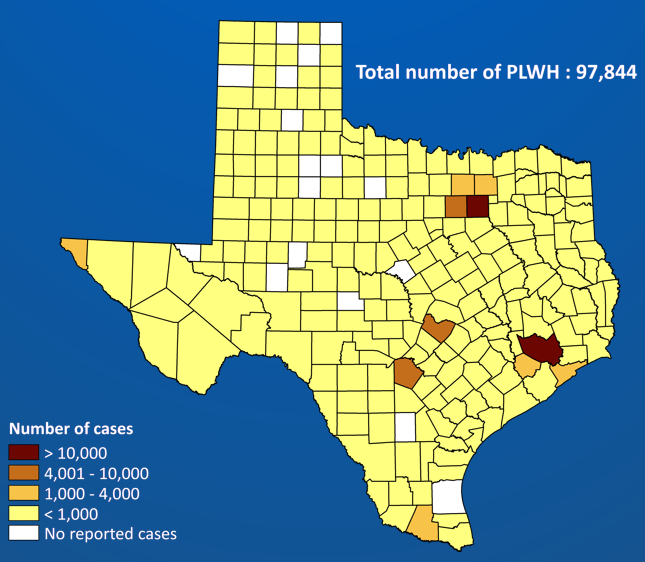 Total number of PLWH : 97,844
Number of cases
> 10,000
4,001 - 10,000
1,000 - 4,000
< 1,000
No reported cases